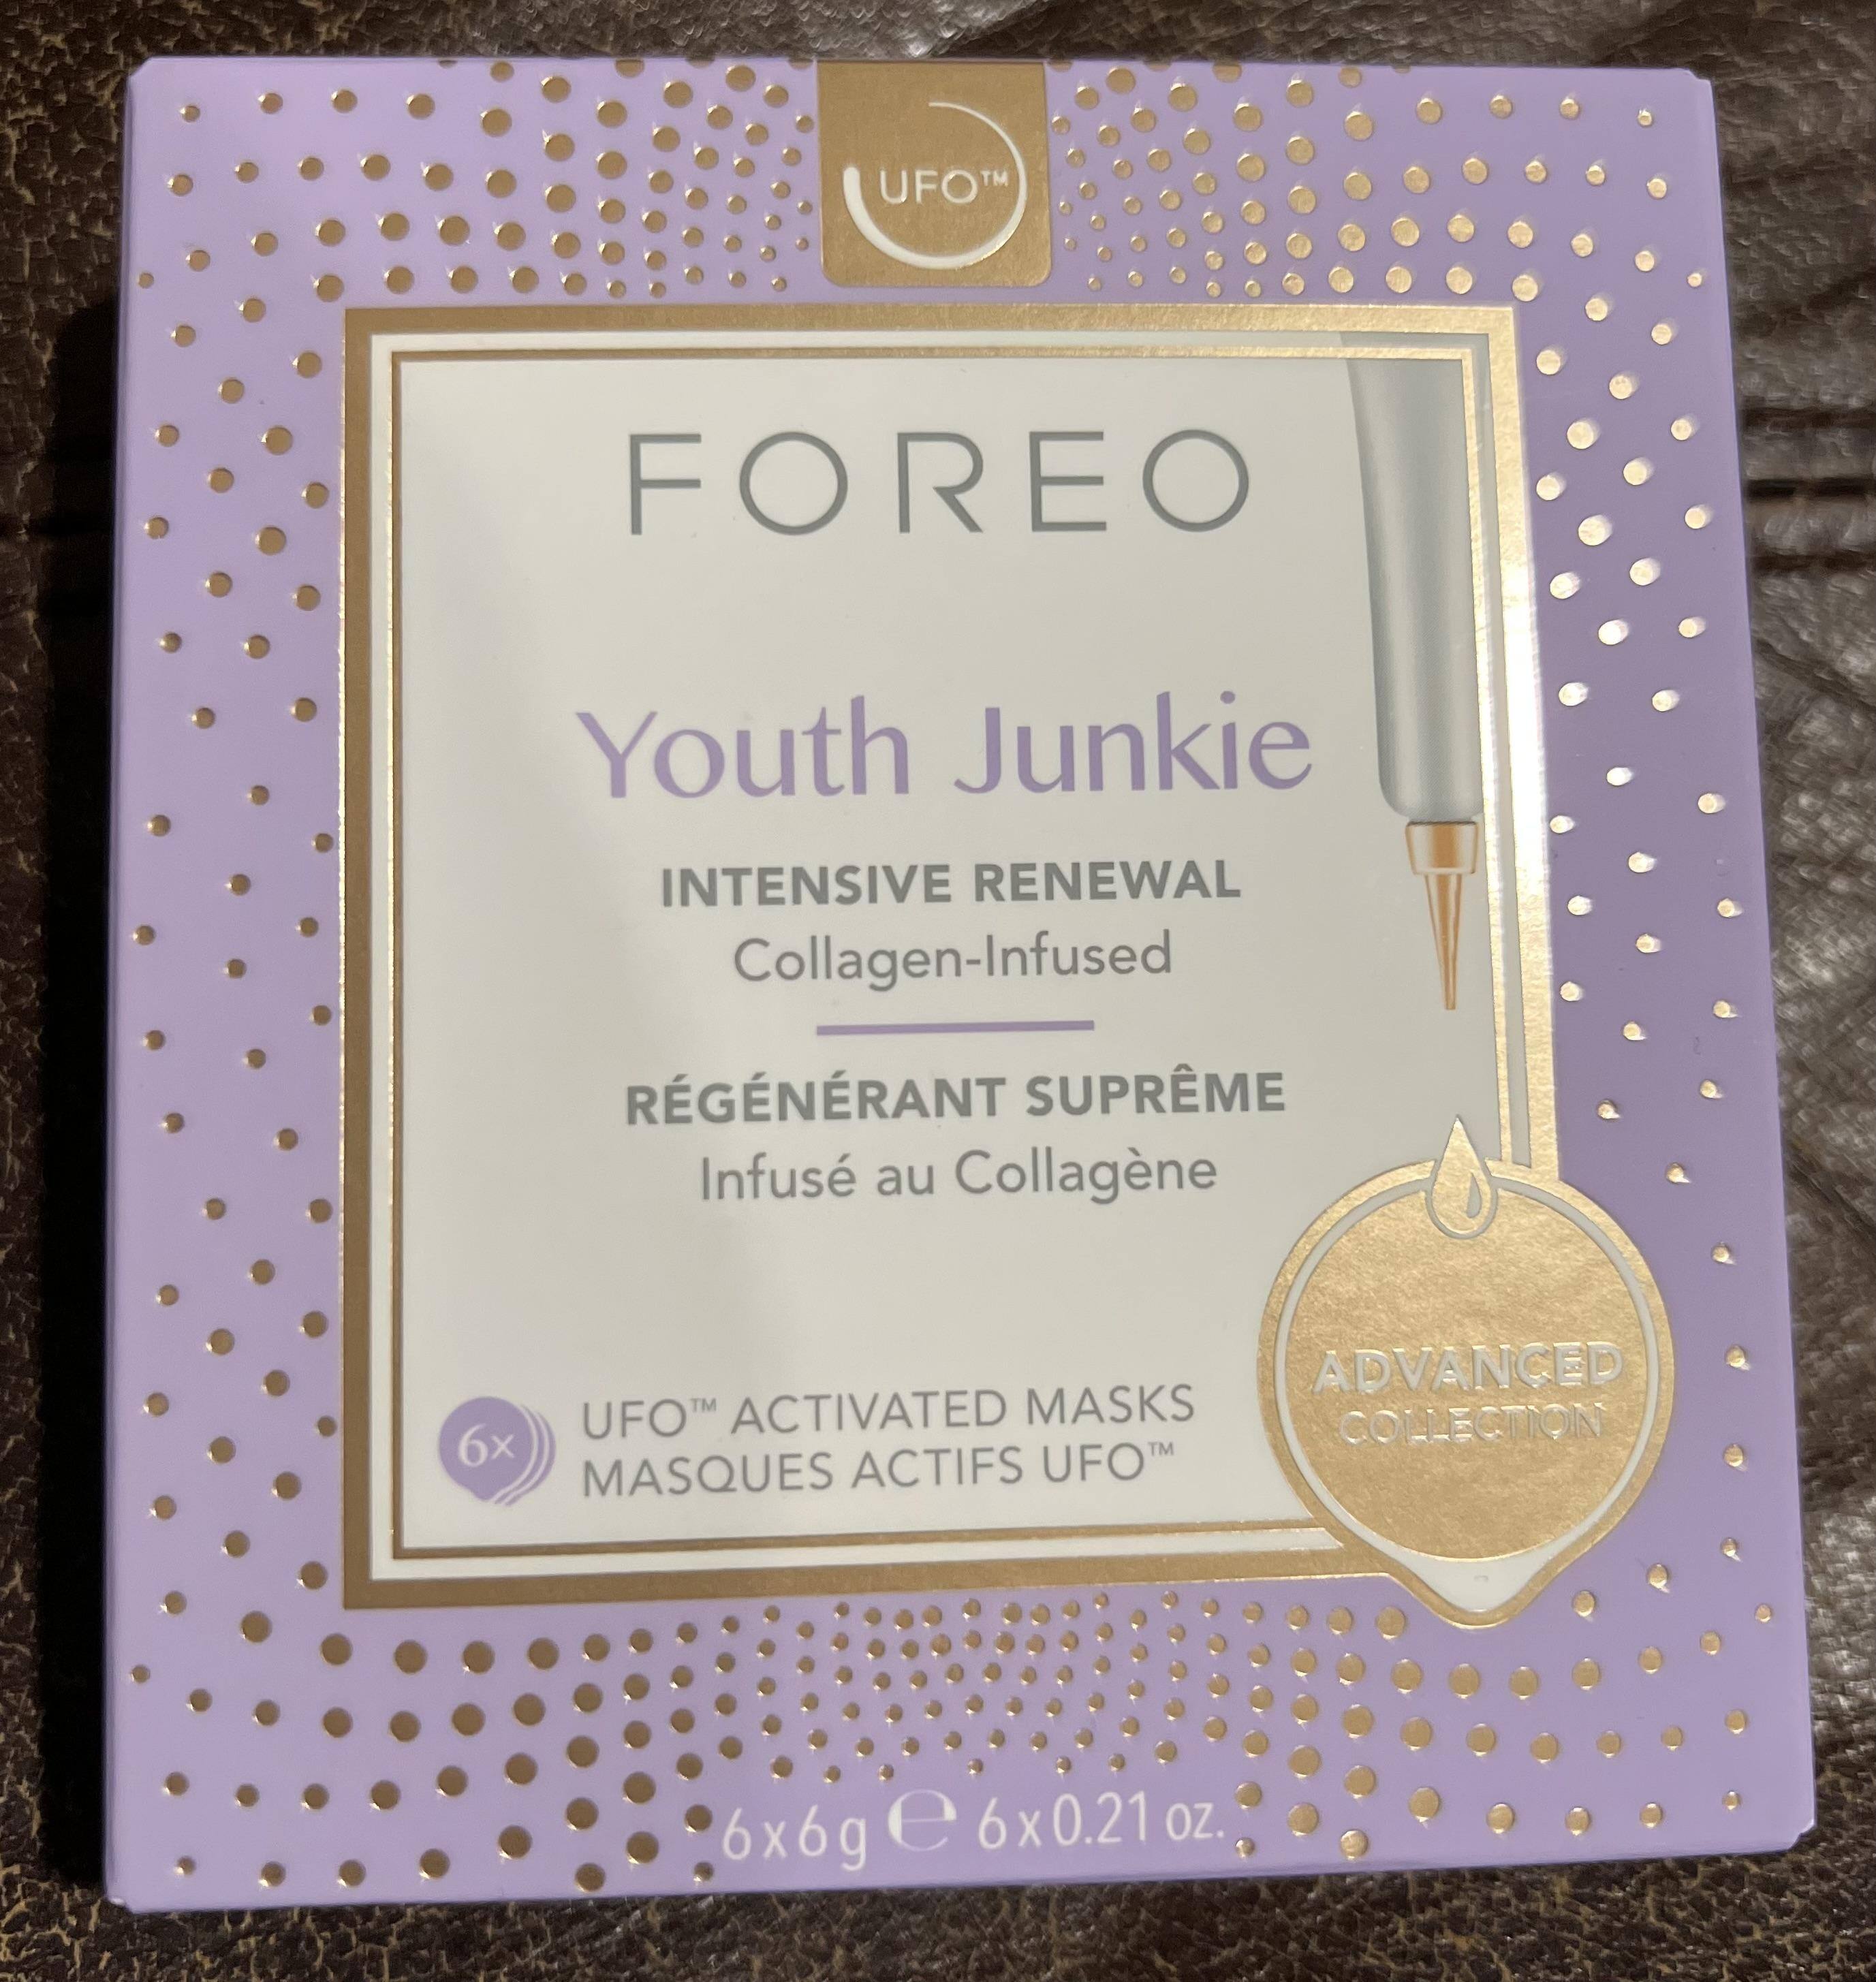 UFO™
FOREO
Youth Junkie
INTENSIVE RENEWAL
Collagen-Infused
RÉGÉNÉRANT SUPRÊME
Infusé au Collagène
6x
UFO™ ACTIVATED MASKS
MASQUES ACTIFS UFO™
ADVANCED
COLLECTION
6x6g ℮ 6x0.21 oz.